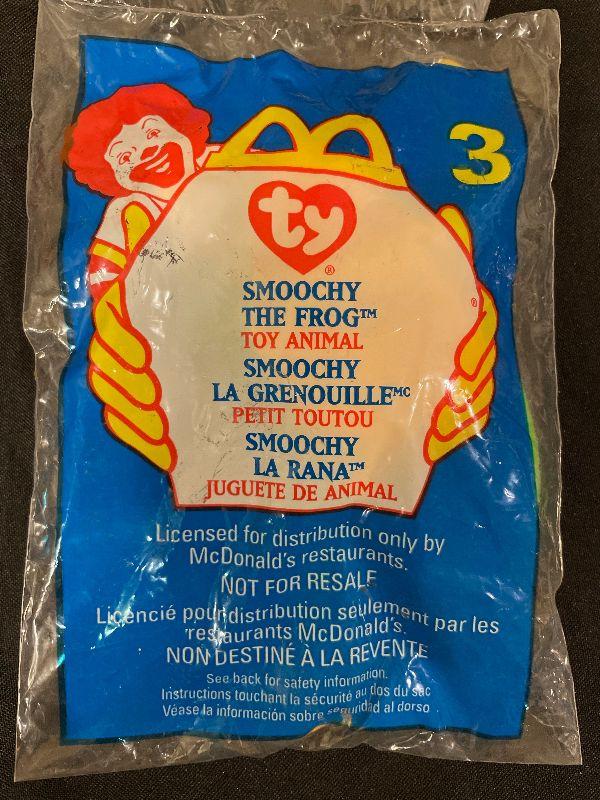 3
ty
®
SMOOCHY
THE FROG™
TOY ANIMAL
SMOOCHY
LA GRENOUILLE MC
PETIT TOUTOU
SMOOCHY
LA RANA™
JUGUETE DE ANIMAL
®
Licensed for distribution only by
McDonald's restaurants.
NOT FOR RESALE
Licencié pour distribution seulement par les
restaurants McDonald's.
NON DESTINÉ À LA REVENTE
See back for safety information.
Instructions touchant la sécurité au dos du sac
Véase la información sobre seguridad al dorso